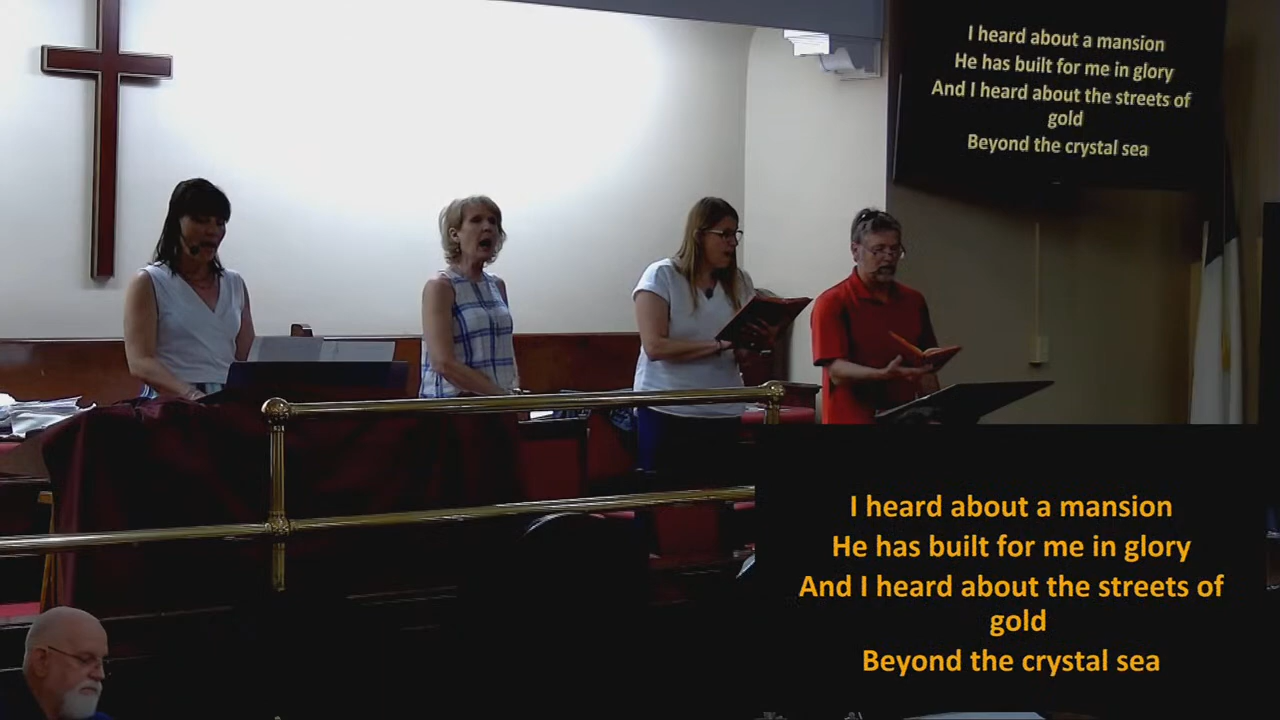 I heard about a mansion
He has built for me in glory
And I heard about the streets of
gold
Beyond the crystal sea
I heard about a mansion
He has built for me in glory
And I heard about the streets of
gold
Beyond the crystal sea